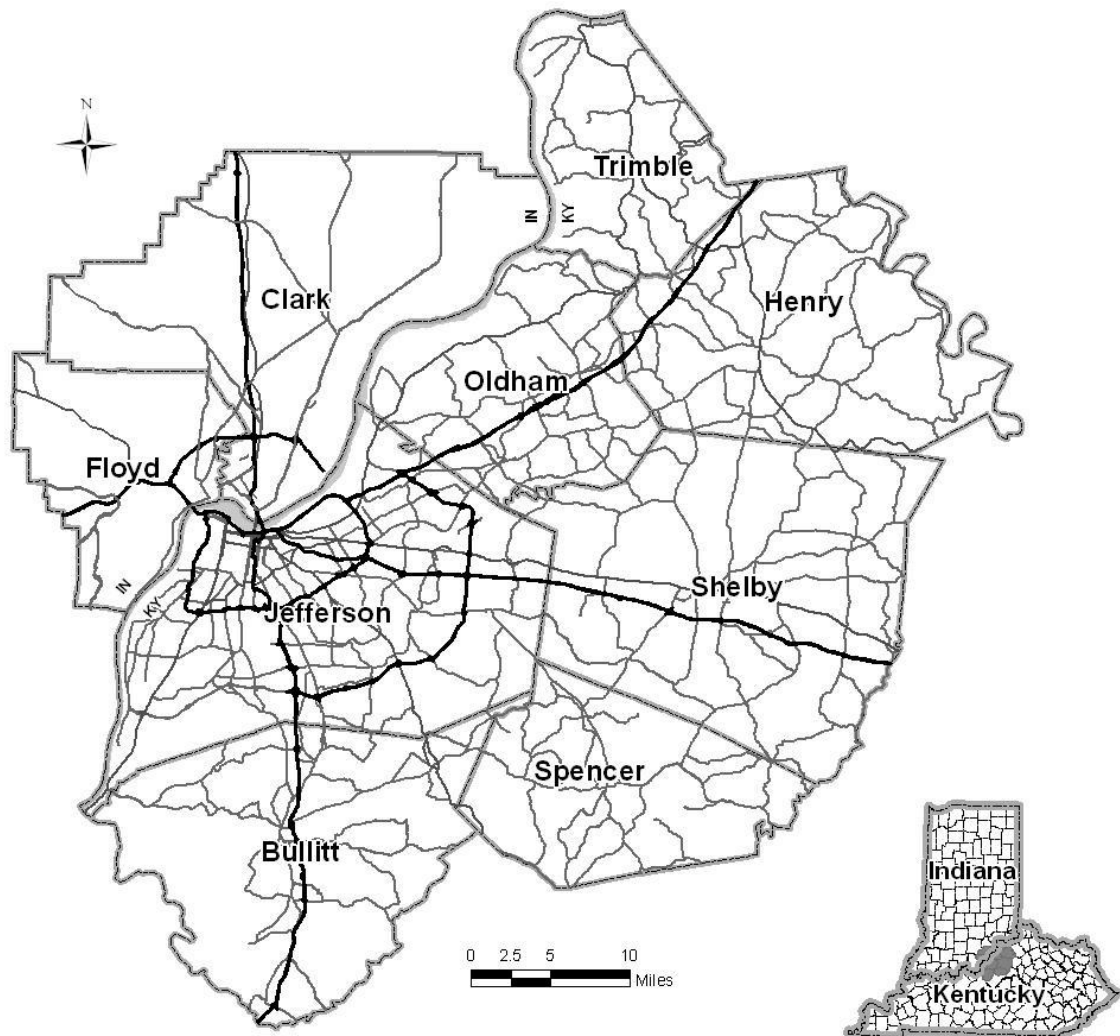 N
Trimble
IN
KY
Clark
Henry
Oldham
Floyd
IN
KY
Shelby
Jefferson
Spencer
Bullitt
0 2.5 5 10
Miles
Indiana
Kentucky